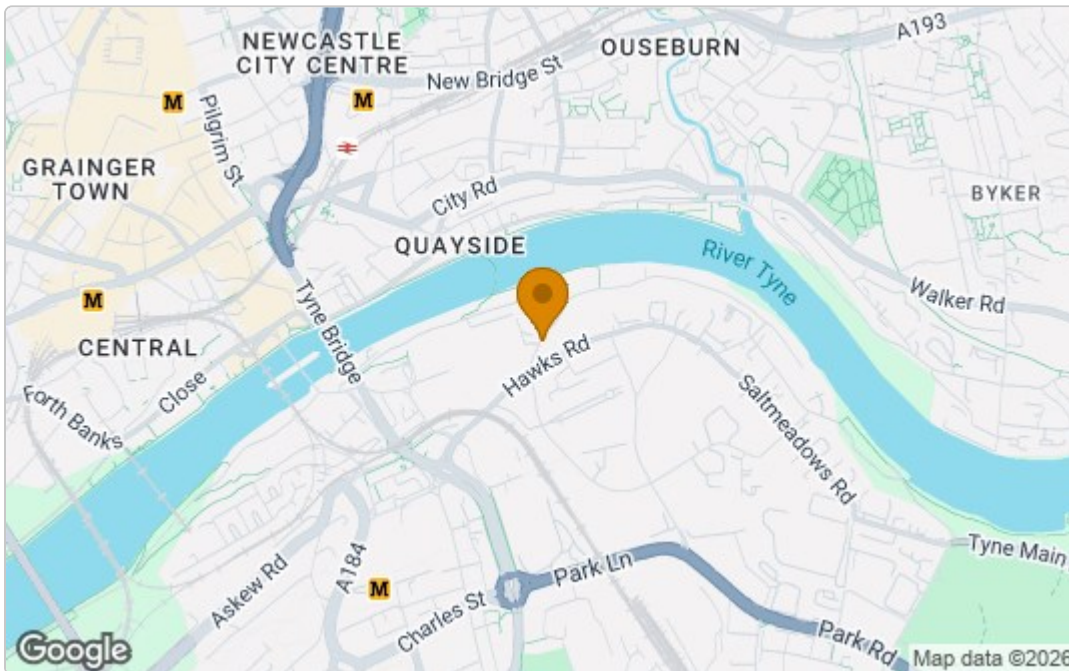 A193
NEWCASTLE
CITY CENTRE
OUSEBURN
New Bridge St
M
M
Pilgrim St
GRAINGER
TOWN
City Rd
BYKER
QUAYSIDE
River Tyne
Walker Rd
M
Tyne Bridge
CENTRAL
Close
Hawks Rd
Forth Banks
Saltmeadows Rd
Tyne Main
Askew Rd
A184
M
Charles St
Park Ln
Park Rd
Google
Map data ©2026